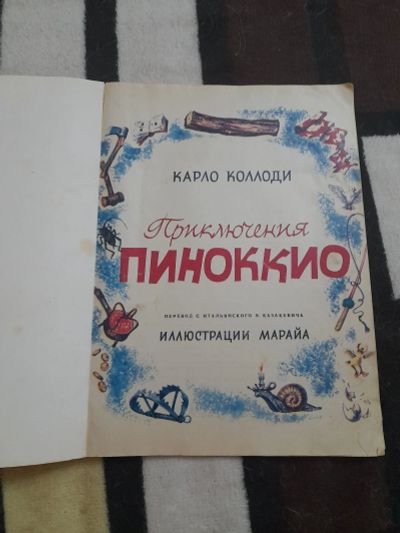 КАРЛО КОЛЛОДИ
Приключения
ПИНОККИО
ПЕРЕВОД С ИТАЛЬЯНСКОГО Э. КАЗАКЕВИЧА
ИЛЛЮСТРАЦИИ МАРАЙА